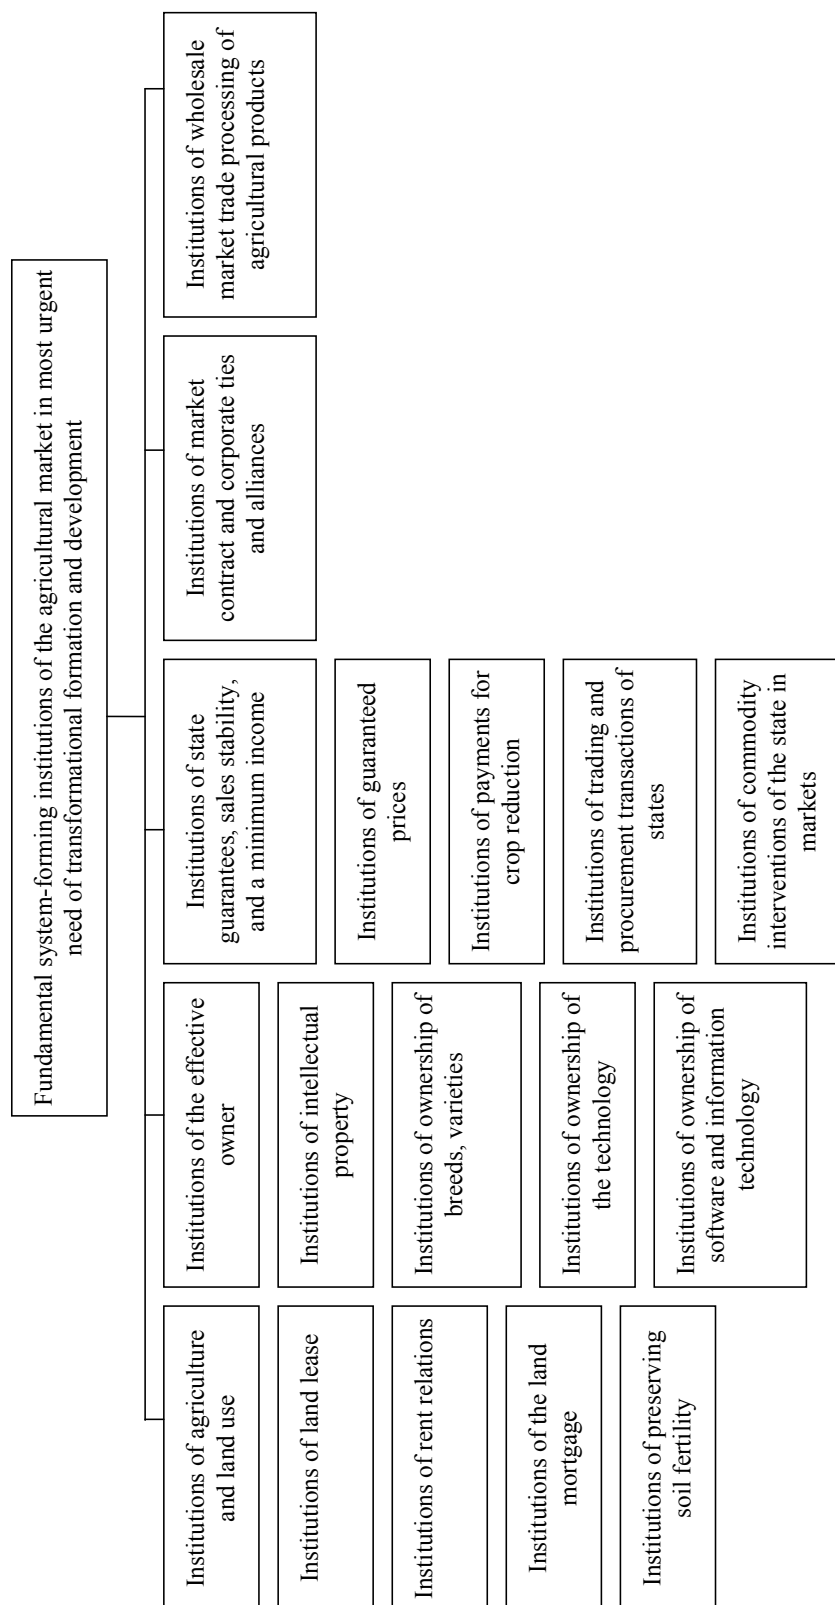 Fundamental system-forming institutions of the agricultural market in most urgent
need of transformational formation and development
Institutions of agriculture
and land use
Institutions of land lease
Institutions of rent relations
Institutions of the land
mortgage
Institutions of preserving
soil fertility
Institutions of the effective
owner
Institutions of intellectual
property
Institutions of ownership of
breeds, varieties
Institutions of ownership of
the technology
Institutions of ownership of
software and information
technology
Institutions of state
guarantees, sales stability,
and a minimum income
Institutions of guaranteed
prices
Institutions of payments for
crop reduction
Institutions of trading and
procurement transactions of
states
Institutions of commodity
interventions of the state in
markets
Institutions of market
contract and corporate ties
and alliances
Institutions of wholesale
market trade processing of
agricultural products